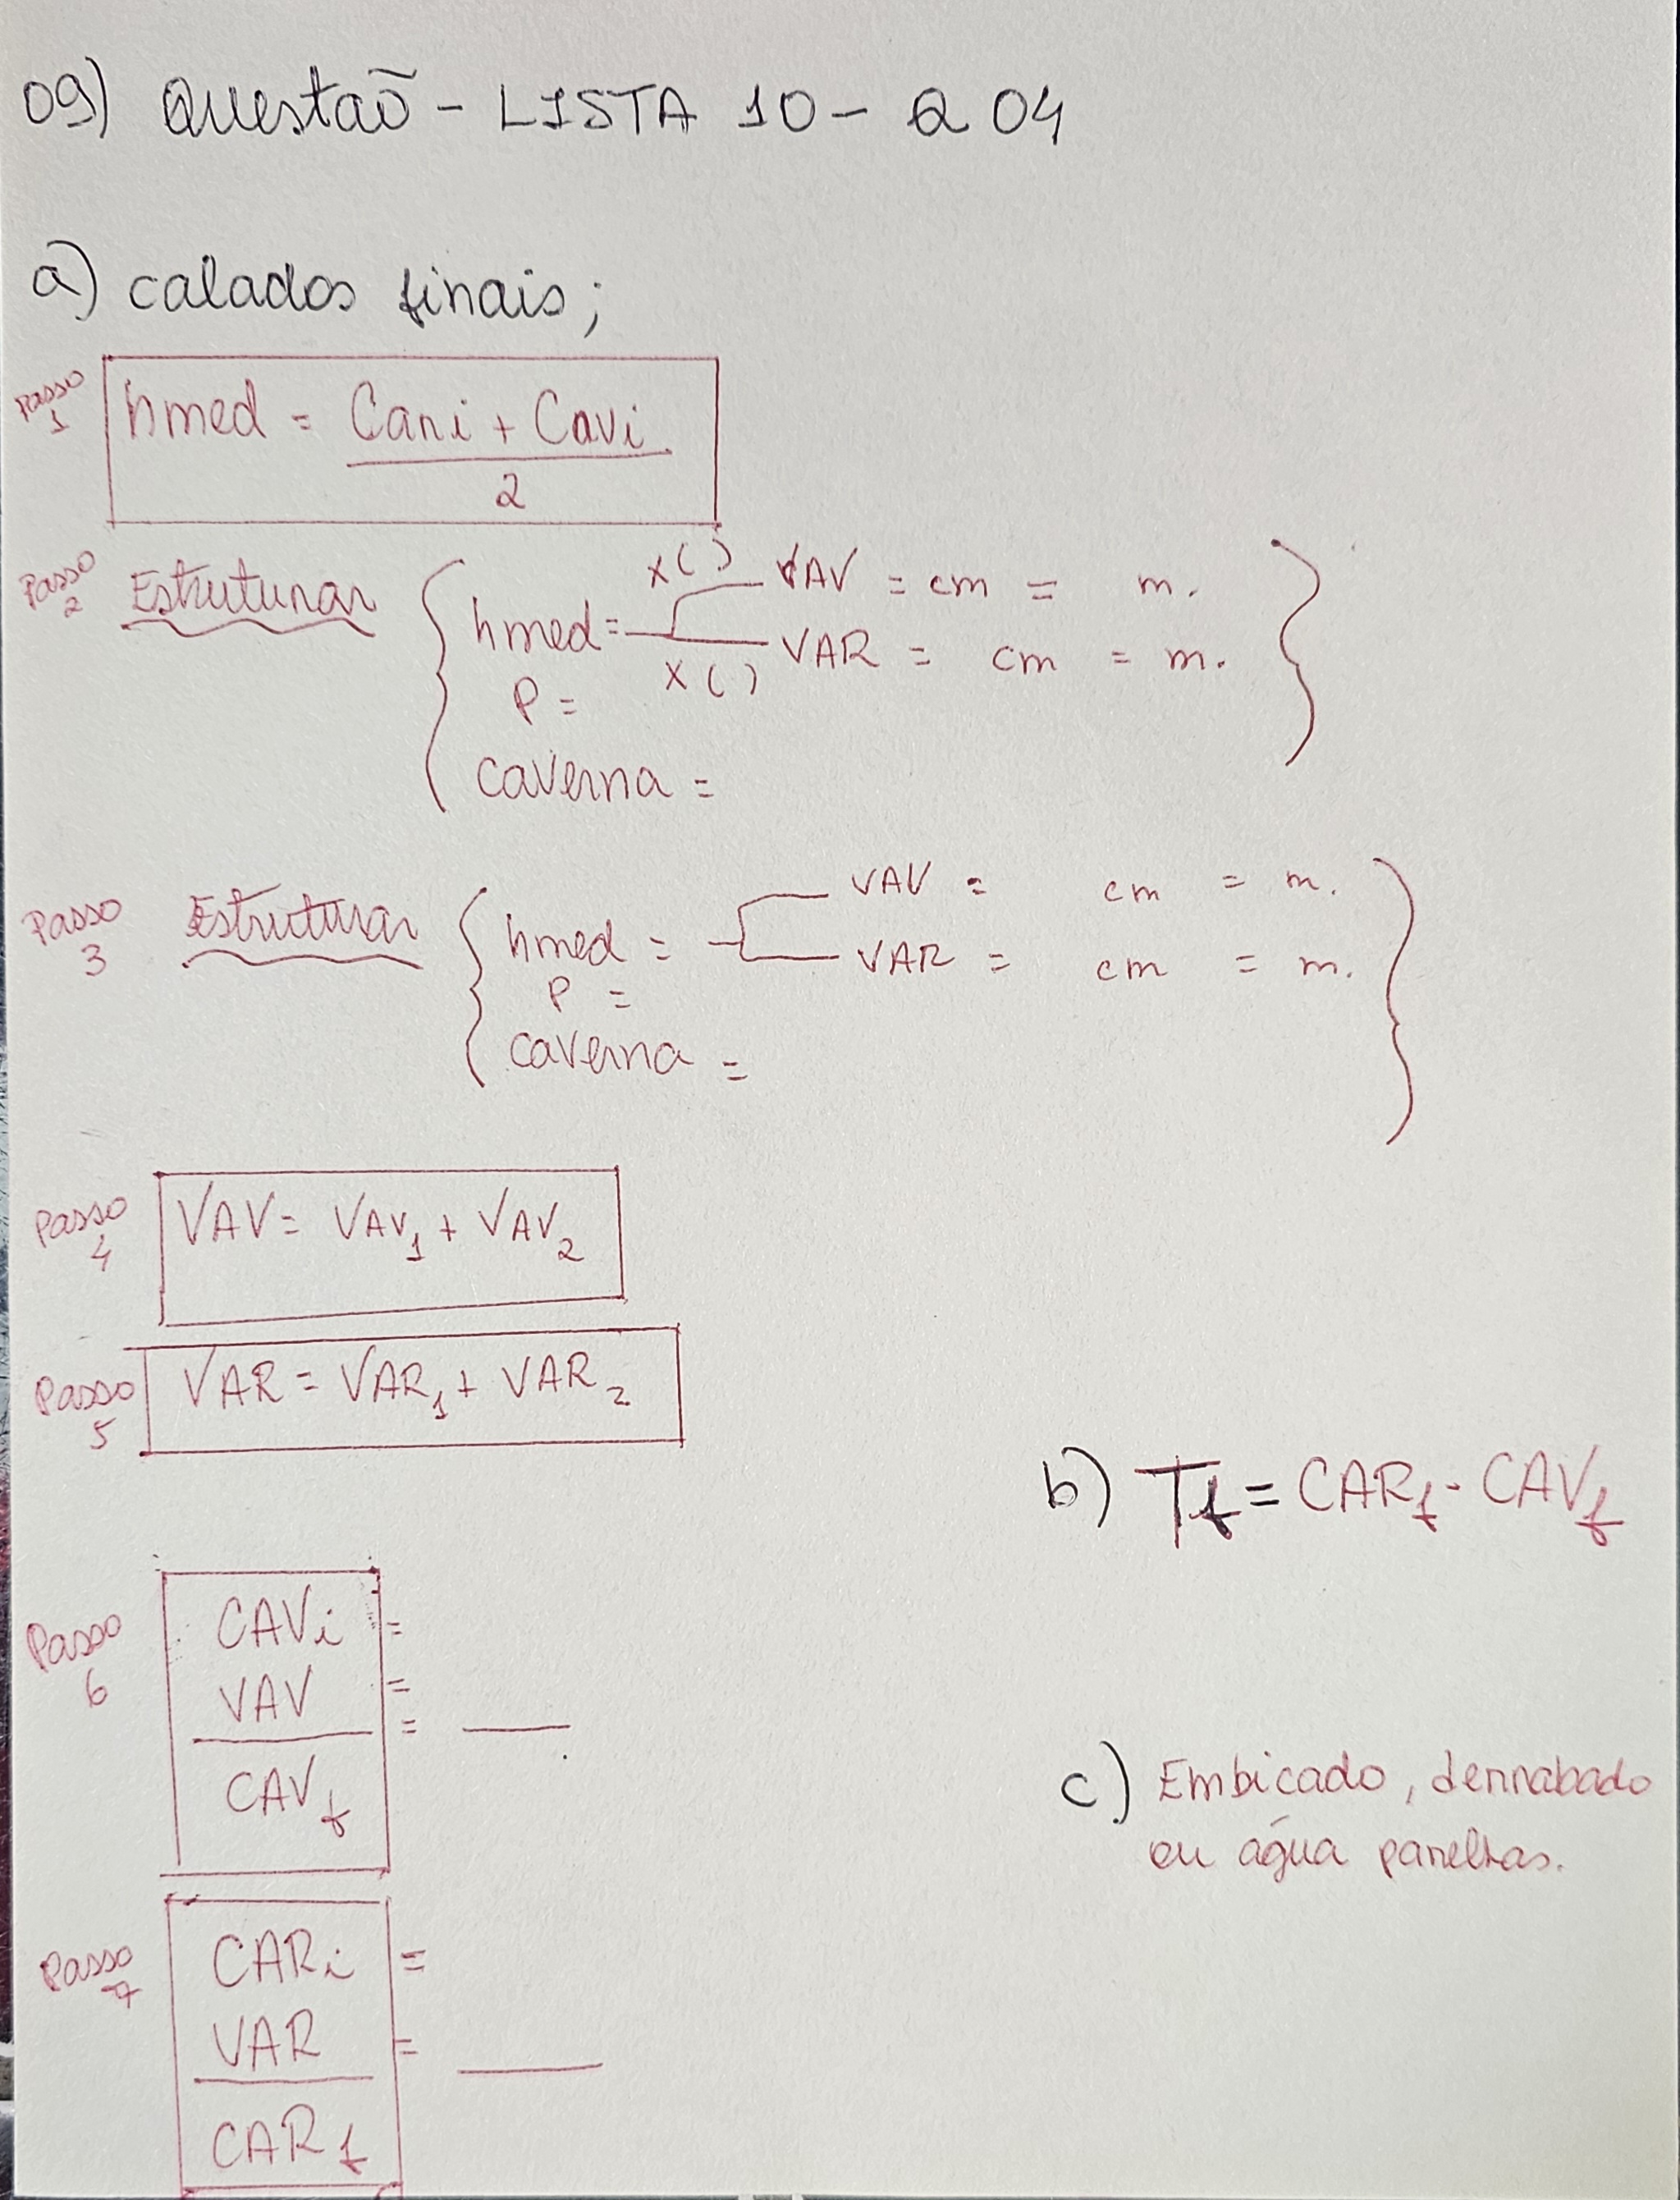 09) Questão - LISTA 10 - Q 04
a) calados finais;
Passo 1 hmed = Cari + Cavi
2
Passo 2 Estruturar
x ( ) VAV = cm = m.
hmed =
x ( ) VAR = cm = m.
P =
caverna =
Passo 3 Estruturar
VAV = cm = m.
hmed =
VAR = cm = m.
P =
caverna =
Passo 4 VAV = VAV1 + VAV2
Passo 5 VAR = VAR1 + VAR2
b) Tf = CARf - CAVf
Passo 6
CAVi =
VAV =
= ___
CAVf
c) Embicado, derrabado
ou água parelhas.
Passo 7
CARi =
VAR = ___
CARf